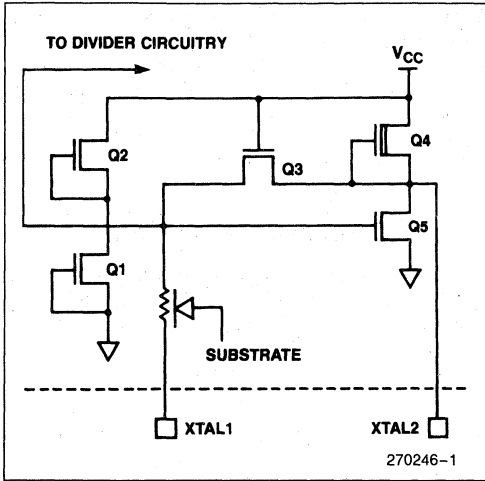 TO DIVIDER CIRCUITRY
VCC
Q2
Q4
Q3
Q5
Q1
SUBSTRATE
XTAL1
XTAL2
270246-1